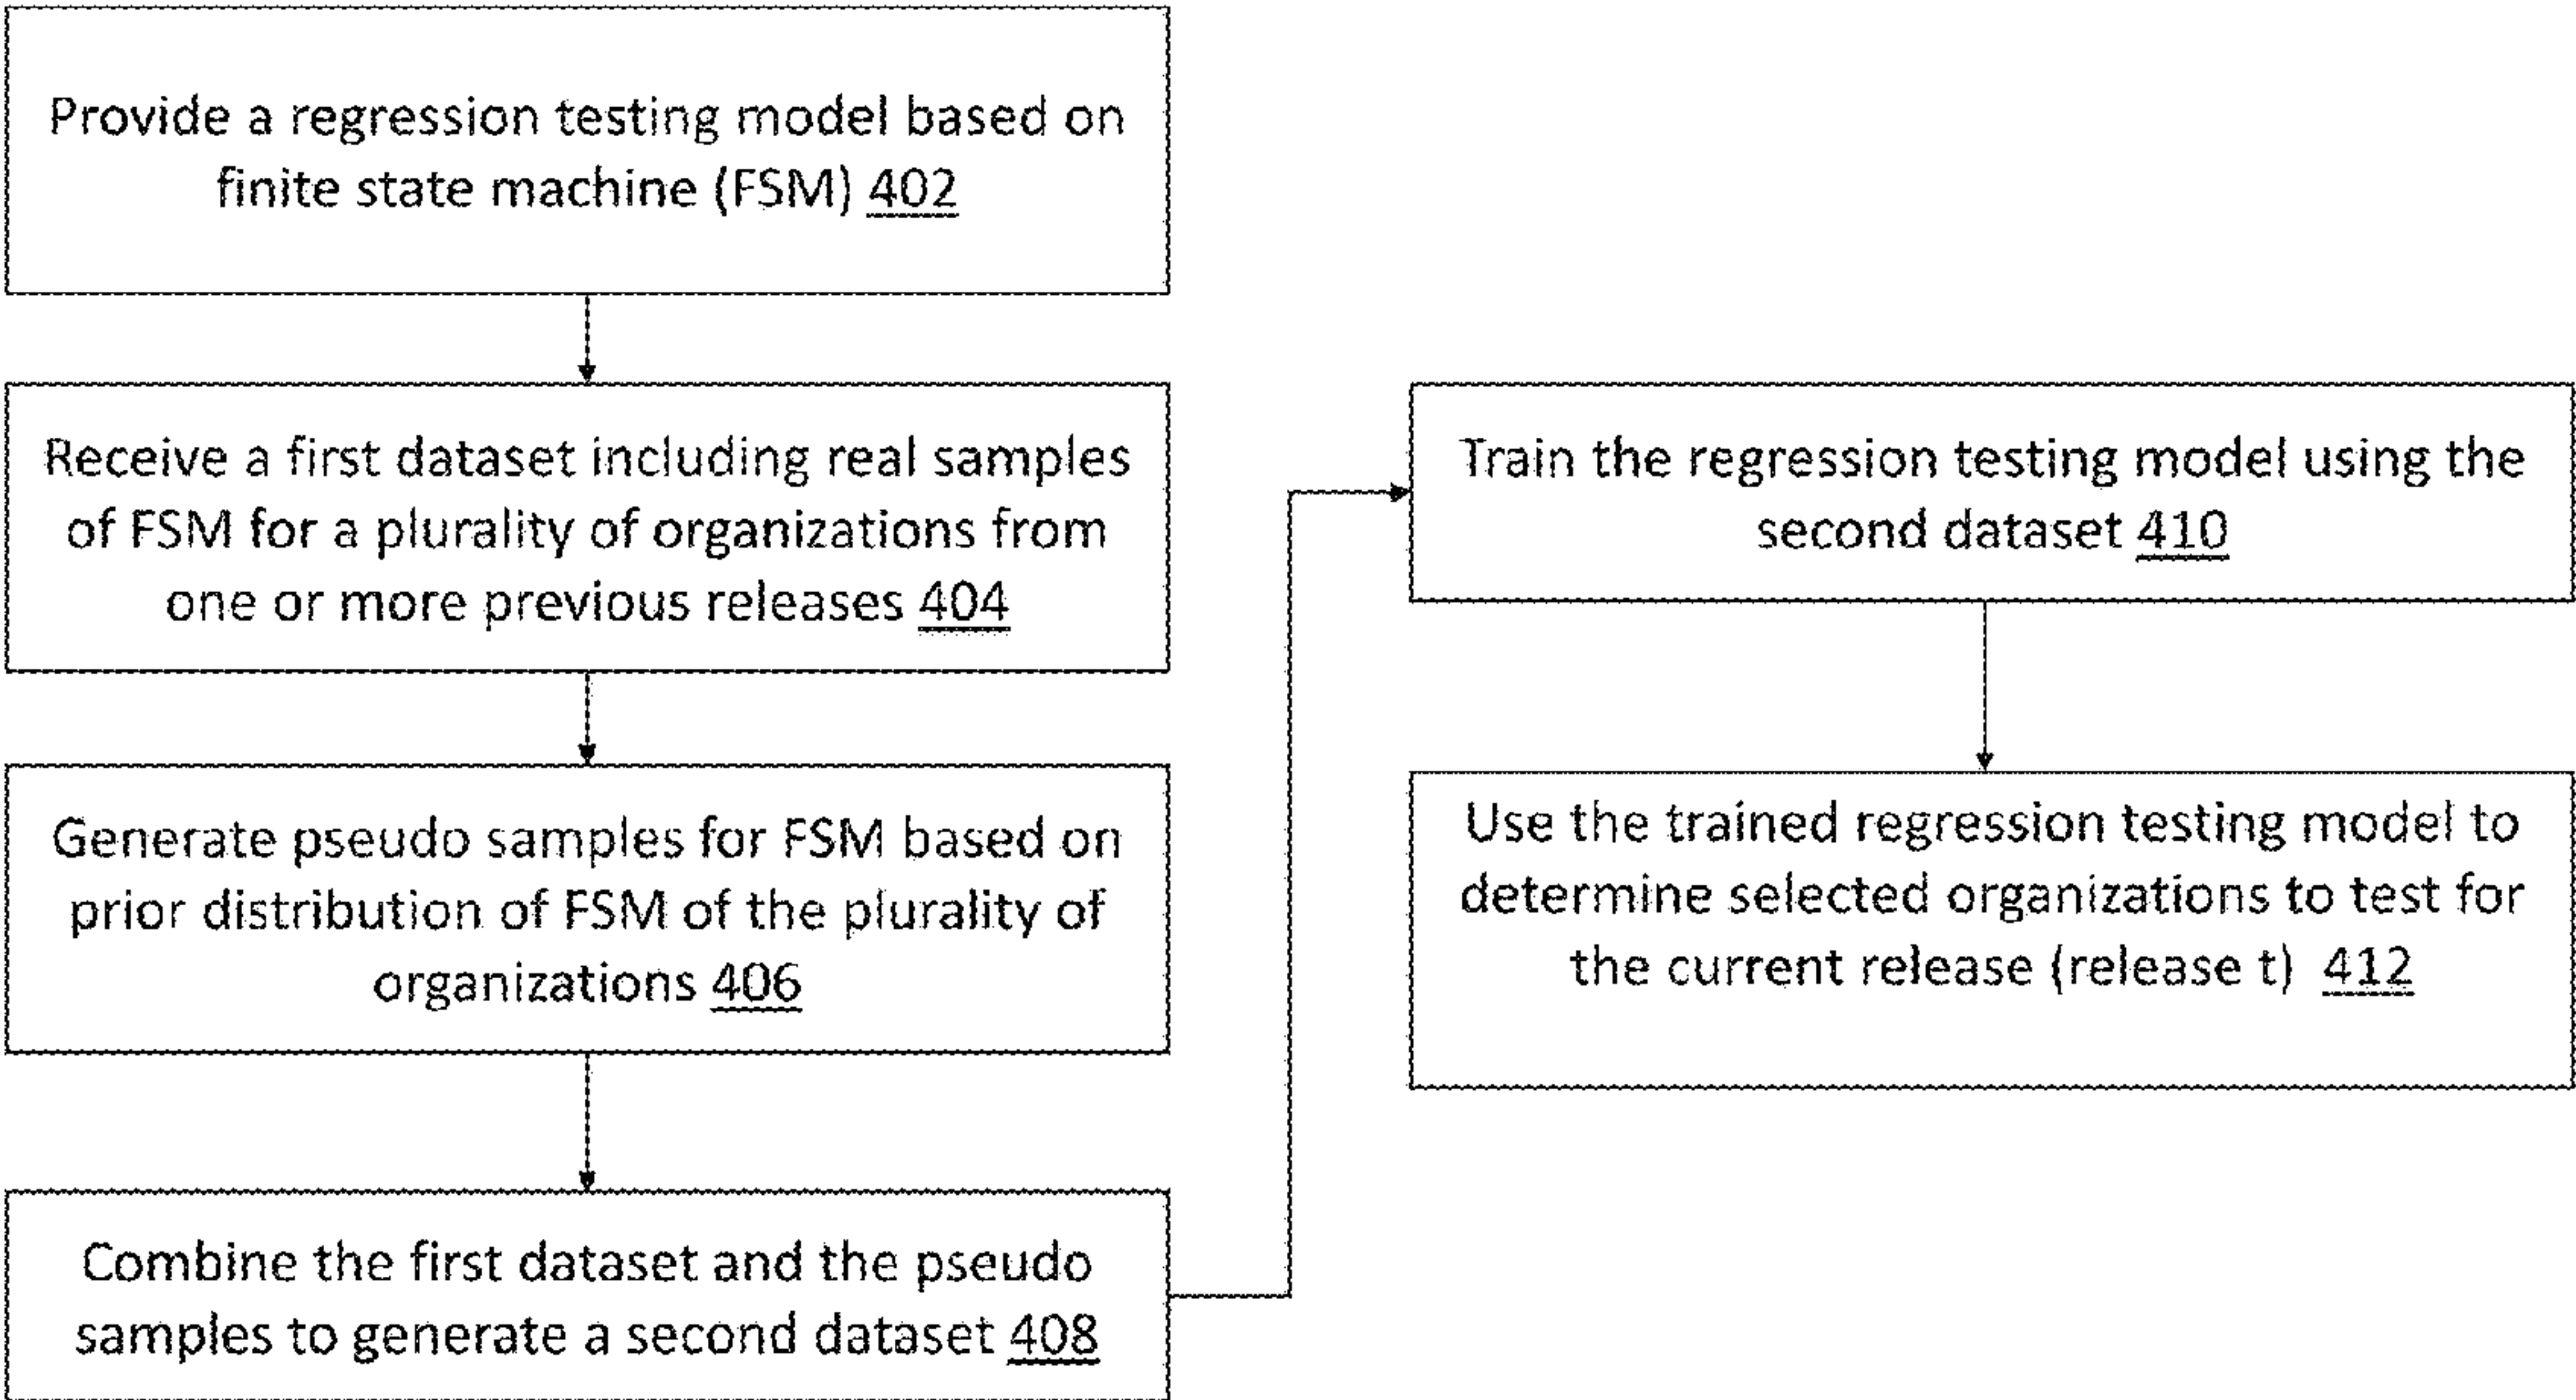 Provide a regression testing model based on
finite state machine (FSM) 402
Receive a first dataset including real samples
of FSM for a plurality of organizations from
one or more previous releases 404
Generate pseudo samples for FSM based on
prior distribution of FSM of the plurality of
organizations 406
Combine the first dataset and the pseudo
samples to generate a second dataset 408
Train the regression testing model using the
second dataset 410
Use the trained regression testing model to
determine selected organizations to test for
the current release (release t) 412